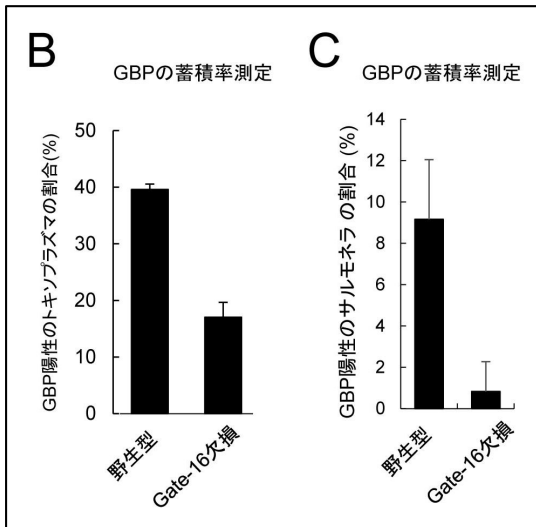 B
GBPの蓄積率測定
GBP陽性のトキソプラズマの割合(%)
50
40
30
20
10
0
野生型
Gate-16欠損
C
GBPの蓄積率測定
GBP陽性のサルモネラ の割合 (%)
14
12
10
8
6
4
2
0
野生型
Gate-16欠損